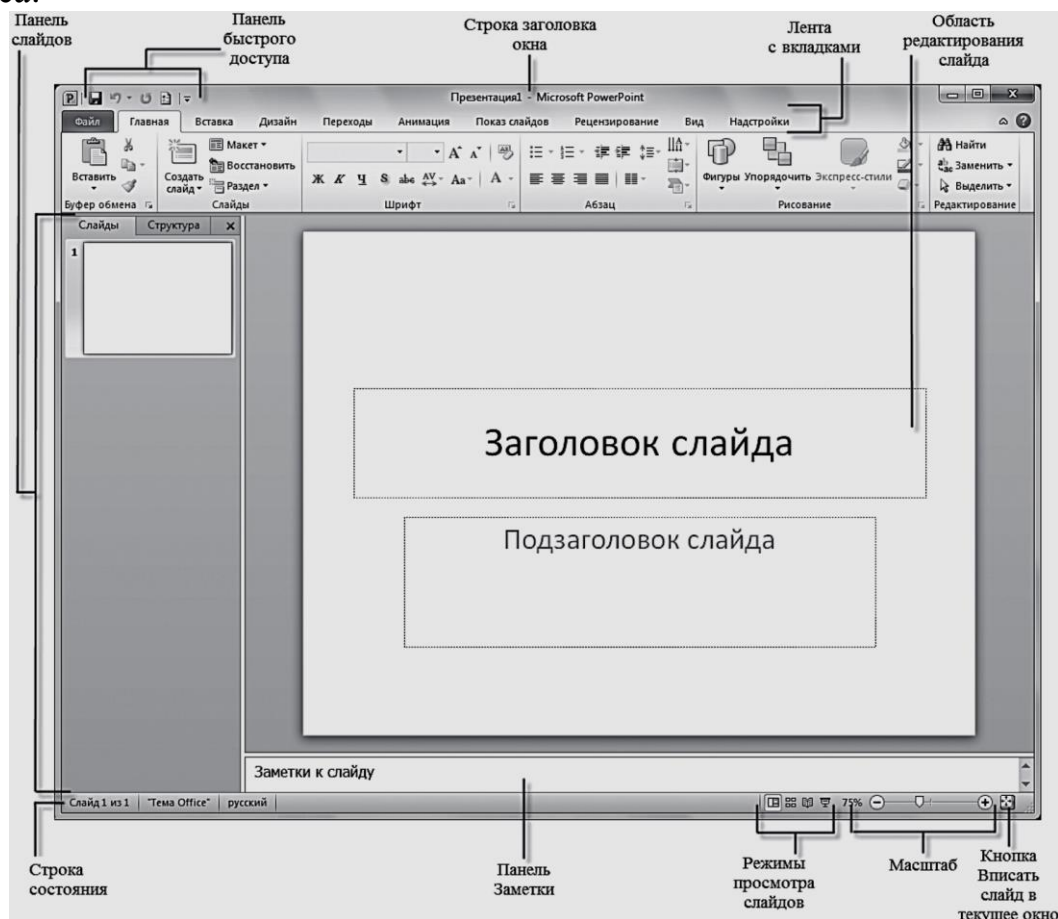 Панель
слайдов
Панель
быстрого
доступа
Строка заголовка
окна
Лента
с вкладками
Область
редактирования
слайда
Презентация1 - Microsoft PowerPoint
Файл Главная Вставка Дизайн Переходы Анимация Показ слайдов Рецензирование Вид Надстройки
Вставить
Буфер обмена
Создать
слайд
Макет
Восстановить
Раздел
Слайды
Ж К Ч S abc AV Aa A
Шрифт
Абзац
Фигуры Упорядочить Экспресс-стили
Рисование
Найти
Заменить
Выделить
Редактирование
Слайды Структура x
1
Заголовок слайда
Подзаголовок слайда
Заметки к слайду
Слайд 1 из 1 "Тема Office" русский 75%
Строка
состояния
Панель
Заметки
Режимы
просмотра
слайдов
Масштаб
Кнопка
Вписать
слайд в
текущее окно